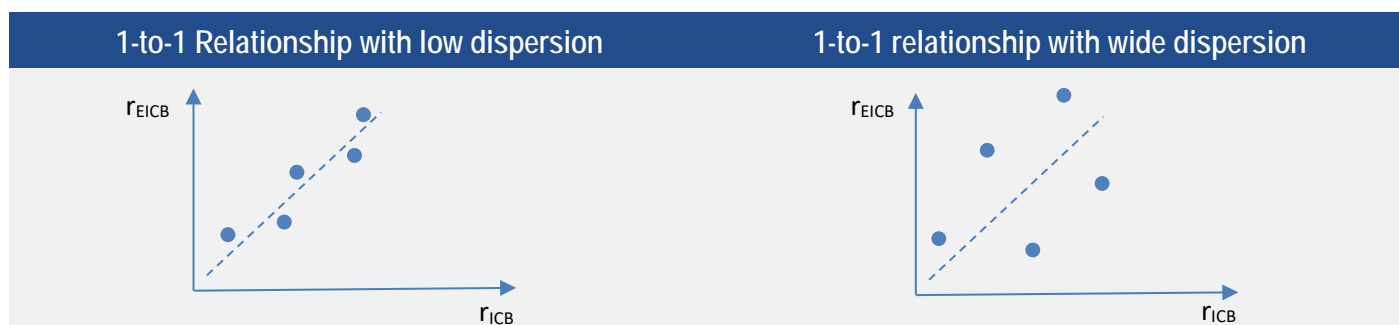 1-to-1 Relationship with low dispersion
1-to-1 relationship with wide dispersion
rEICB
rICB
rEICB
rICB